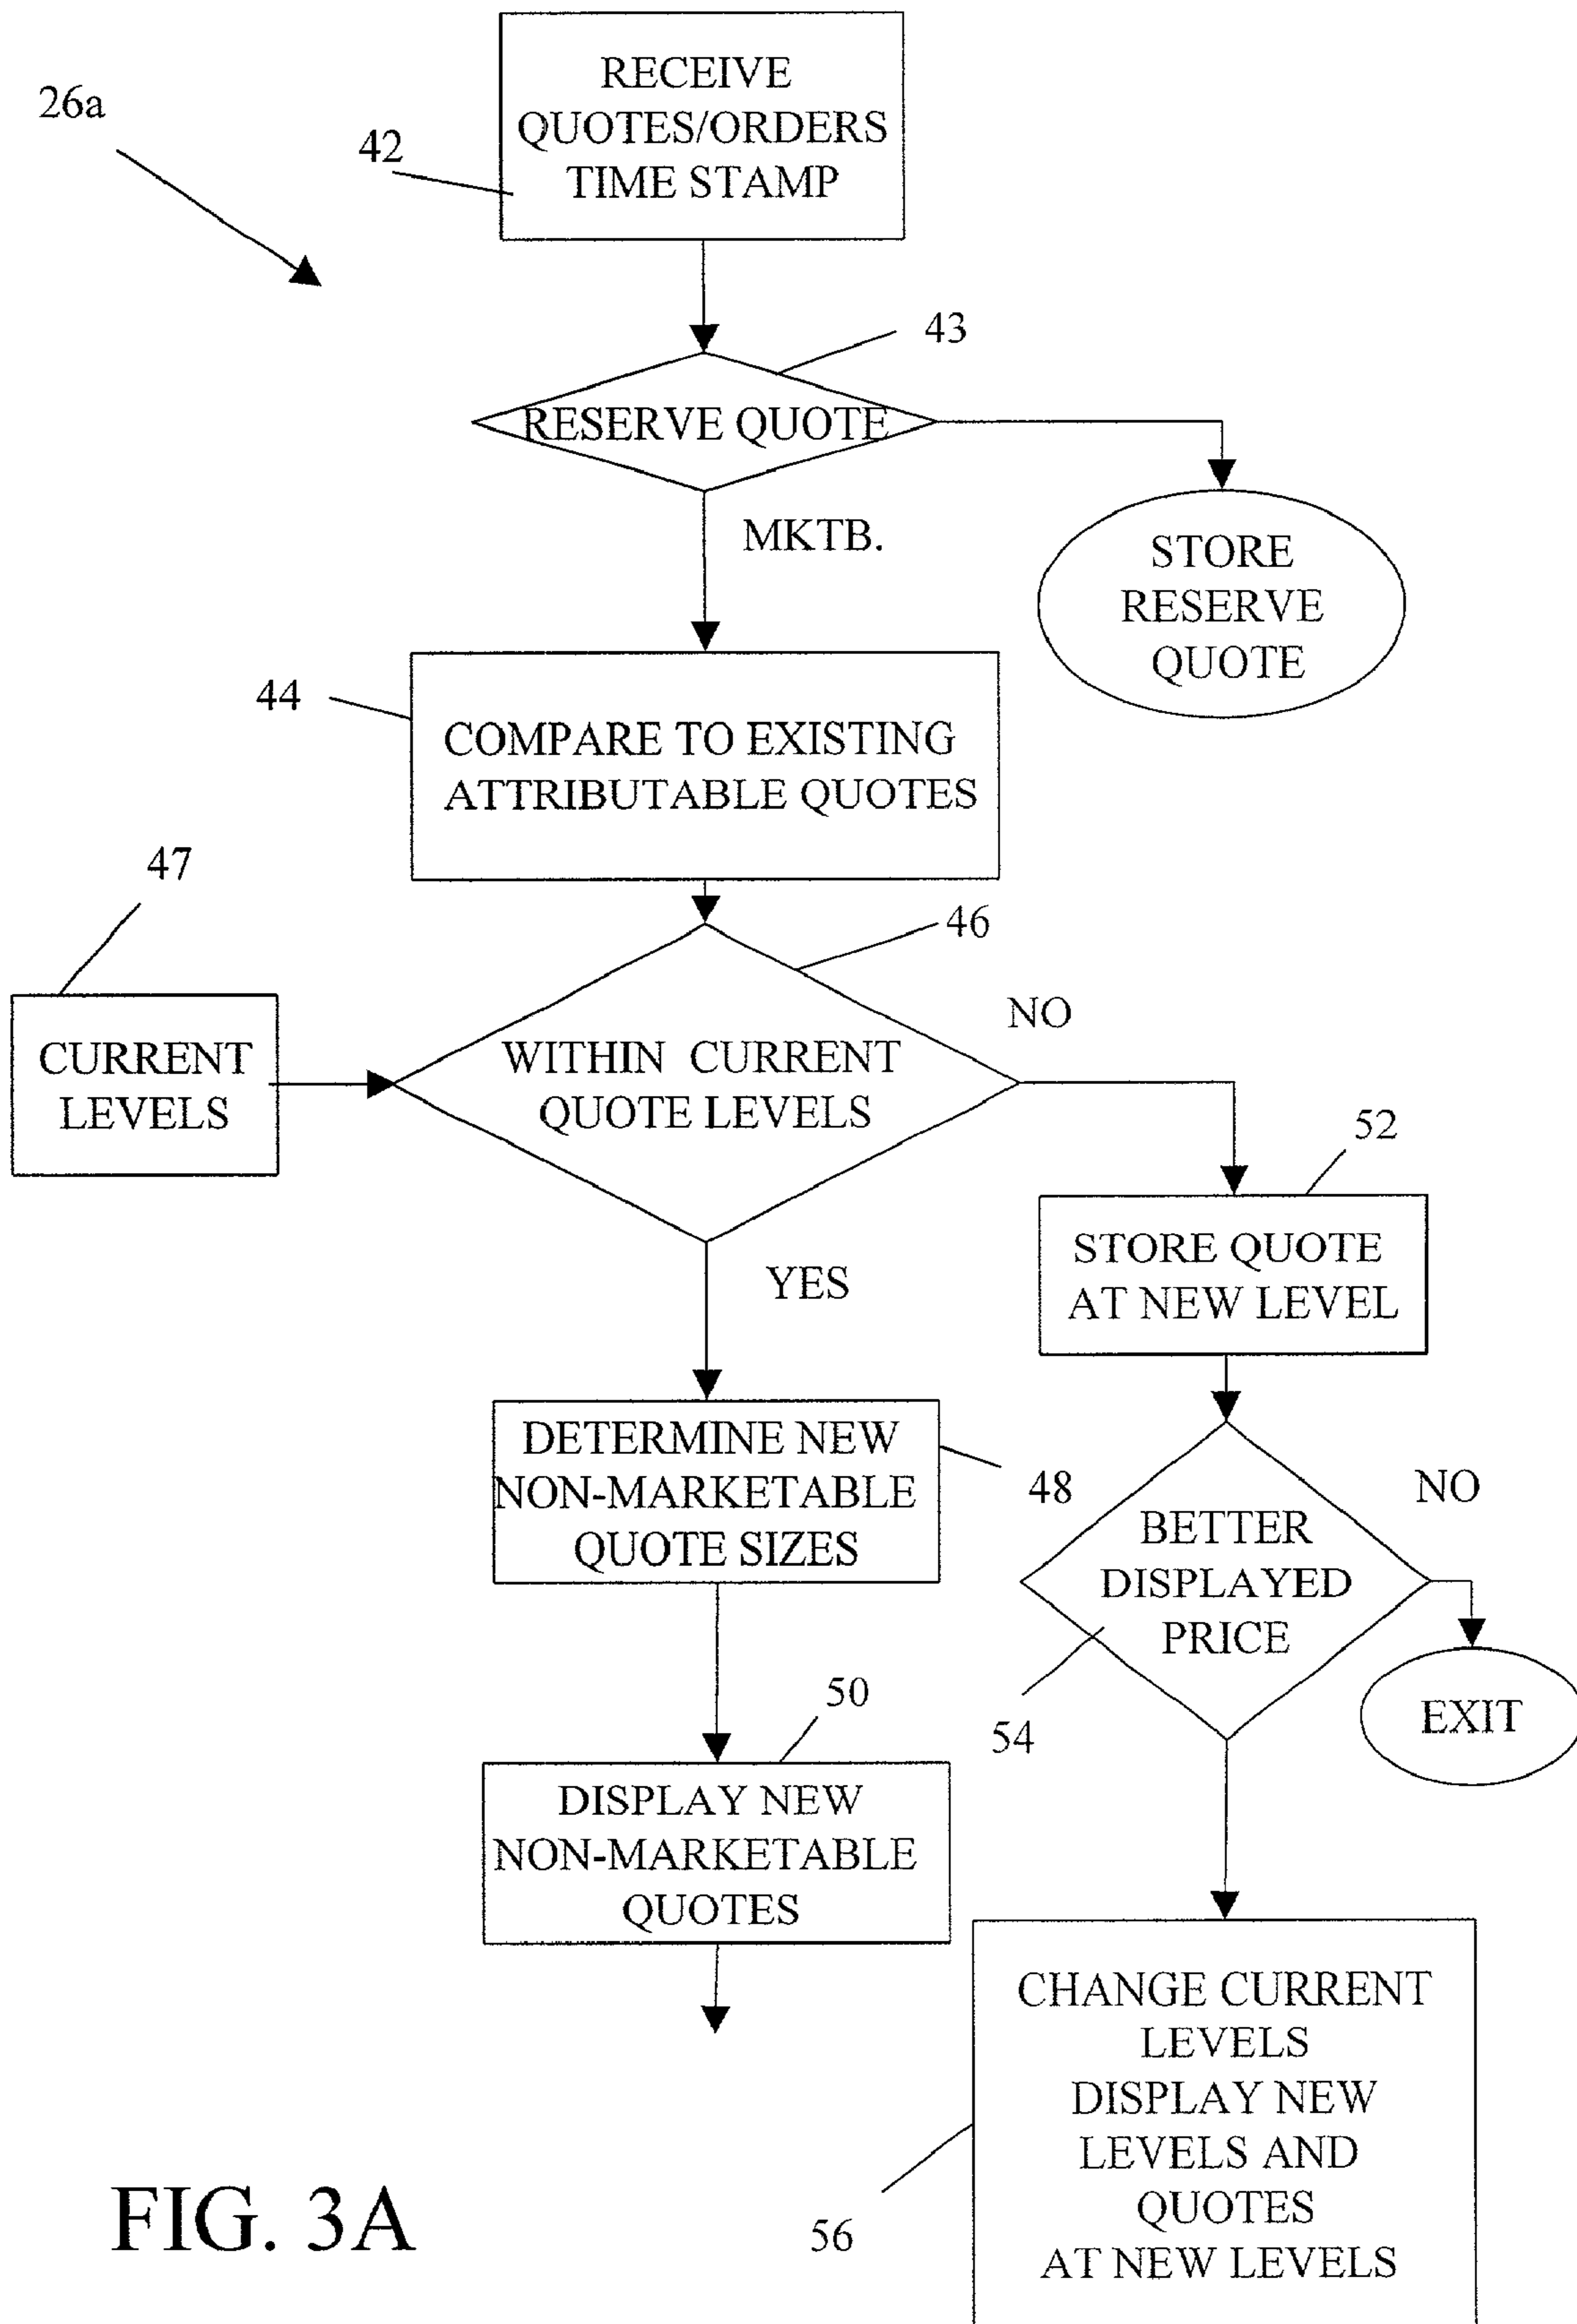 26a
RECEIVE
QUOTES/ORDERS
TIME STAMP
42
43
RESERVE QUOTE
MKTB.
STORE
RESERVE
QUOTE
44
COMPARE TO EXISTING
ATTRIBUTABLE QUOTES
47
46
CURRENT
LEVELS
WITHIN CURRENT
QUOTE LEVELS
NO
YES
52
STORE QUOTE
AT NEW LEVEL
DETERMINE NEW
NON-MARKETABLE
QUOTE SIZES
48
BETTER
DISPLAYED
PRICE
NO
54
EXIT
50
DISPLAY NEW
NON-MARKETABLE
QUOTES
CHANGE CURRENT
LEVELS
DISPLAY NEW
LEVELS AND
QUOTES
AT NEW LEVELS
56
FIG. 3A